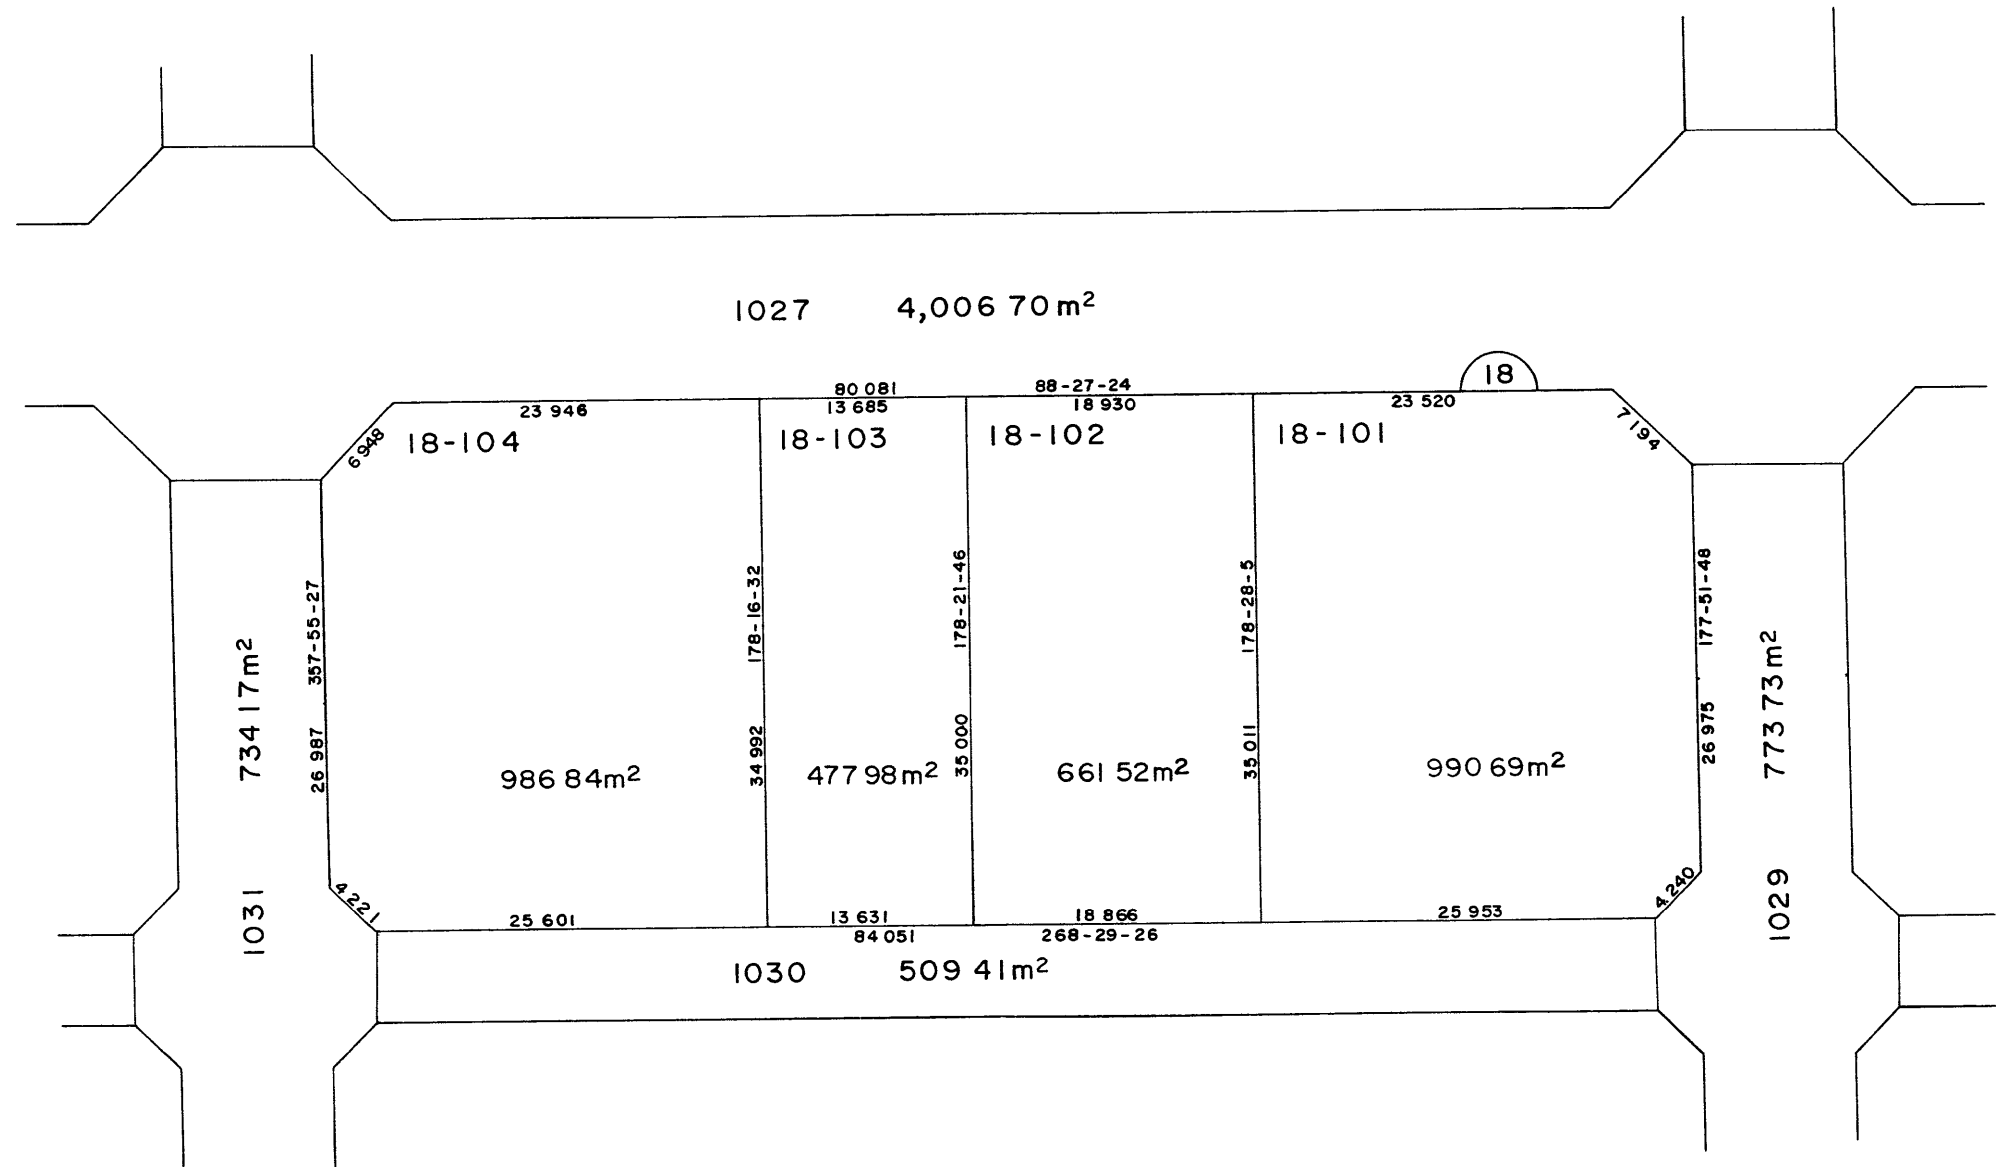 1027 4,006 70m²
18
80 081 88-27-24
23 946 13 685 18 930 23 520
6 948 7 194
18-104 18-103 18-102 18-101
357-55-27 178-16-32 178-21-46 178-28-5 177-51-48
26 987 34 992 35 000 35 011 26 975
1031 734 17m²
1029 773 73m²
986 84m² 477 98m² 661 52m² 990 69m²
4 221 4.240
25 601 13 631 18 866 25 953
84 051 268-29-26
1030 509 41m²